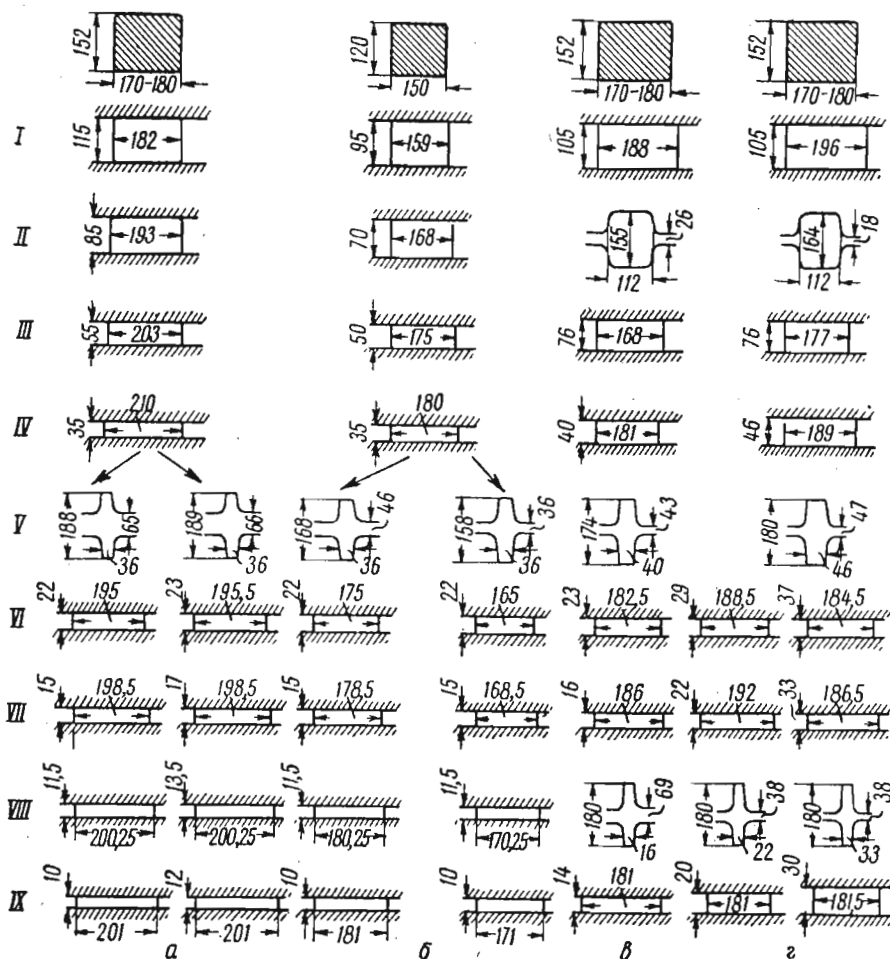 152 120 152 152
170-180 150 170-180 170-180
I 115 182 95 159 105 188 105 196
II 85 193 70 168 155 26 112 164 18 112
III 55 203 50 175 76 168 76 177
IV 35 210 35 180 40 181 46 189
V 188 65 36 189 66 36 168 46 36 158 36 36 174 43 40 180 47 46
VI 22 195 23 195,5 22 175 22 165 23 182,5 29 188,5 37 184,5
VII 15 198,5 17 198,5 15 178,5 15 168,5 16 186 22 192 33 186,5
VIII 11,5 200,25 13,5 200,25 11,5 180,25 11,5 170,25 180 69 16 180 38 22 180 38 33
IX 10 201 12 201 10 181 10 171 14 181 20 181 30 181,5
а б в г